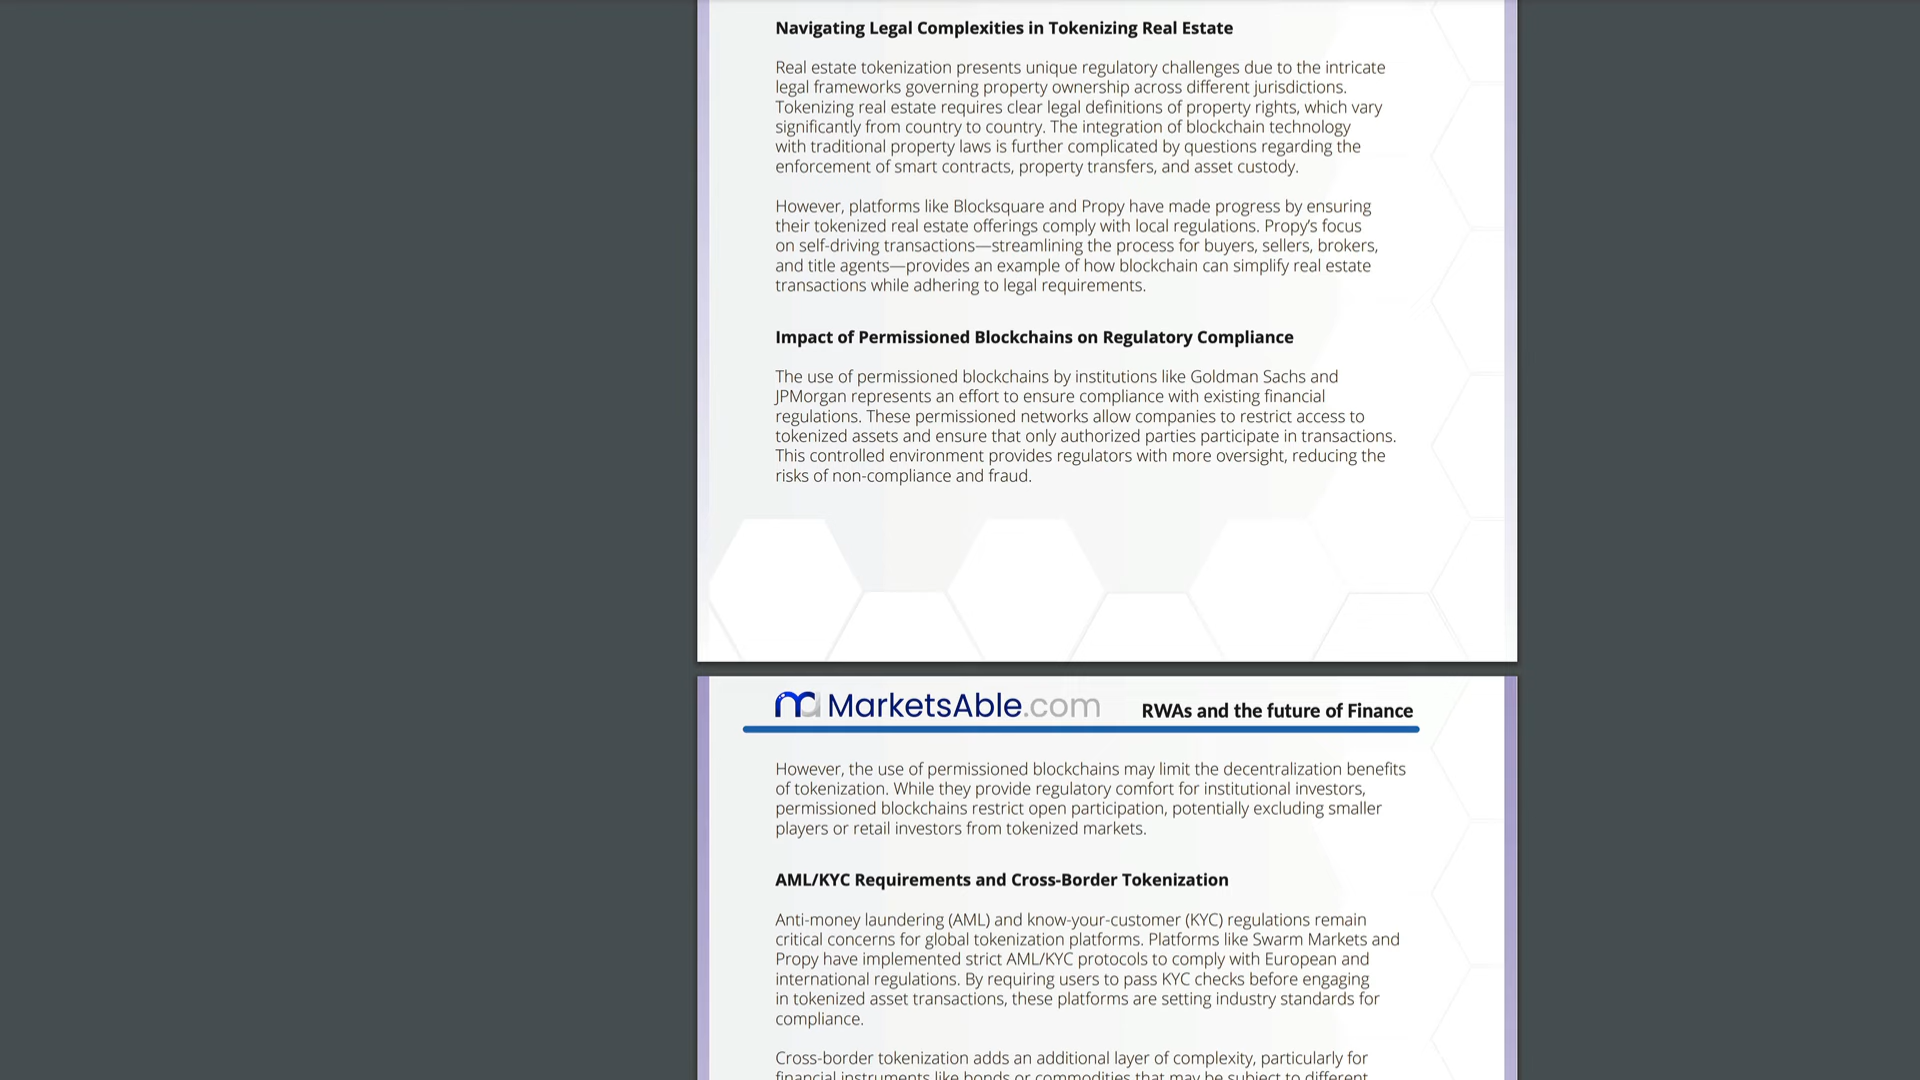 Navigating Legal Complexities in Tokenizing Real Estate
Real estate tokenization presents unique regulatory challenges due to the intricate
legal frameworks governing property ownership across different jurisdictions.
Tokenizing real estate requires clear legal definitions of property rights, which vary
significantly from country to country. The integration of blockchain technology
with traditional property laws is further complicated by questions regarding the
enforcement of smart contracts, property transfers, and asset custody.
However, platforms like Blocksquare and Propy have made progress by ensuring
their tokenized real estate offerings comply with local regulations. Propy’s focus
on self-driving transactions—streamlining the process for buyers, sellers, brokers,
and title agents—provides an example of how blockchain can simplify real estate
transactions while adhering to legal requirements.
Impact of Permissioned Blockchains on Regulatory Compliance
The use of permissioned blockchains by institutions like Goldman Sachs and
JPMorgan represents an effort to ensure compliance with existing financial
regulations. These permissioned networks allow companies to restrict access to
tokenized assets and ensure that only authorized parties participate in transactions.
This controlled environment provides regulators with more oversight, reducing the
risks of non-compliance and fraud.
MarketsAble.com RWAs and the future of Finance
However, the use of permissioned blockchains may limit the decentralization benefits
of tokenization. While they provide regulatory comfort for institutional investors,
permissioned blockchains restrict open participation, potentially excluding smaller
players or retail investors from tokenized markets.
AML/KYC Requirements and Cross-Border Tokenization
Anti-money laundering (AML) and know-your-customer (KYC) regulations remain
critical concerns for global tokenization platforms. Platforms like Swarm Markets and
Propy have implemented strict AML/KYC protocols to comply with European and
international regulations. By requiring users to pass KYC checks before engaging
in tokenized asset transactions, these platforms are setting industry standards for
compliance.
Cross-border tokenization adds an additional layer of complexity, particularly for
financial instruments like bonds or commodities that may be subject to different